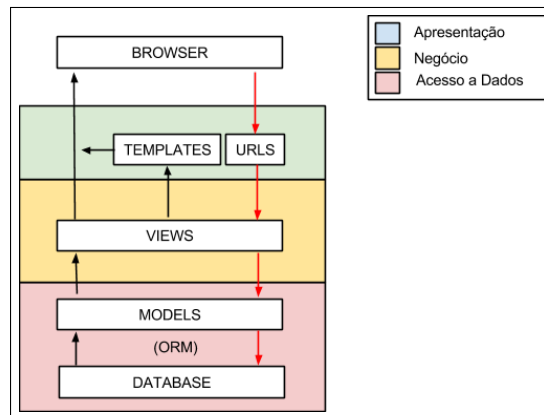 BROWSER
TEMPLATES
URLS
VIEWS
MODELS
(ORM)
DATABASE
Apresentação
Negócio
Acesso a Dados